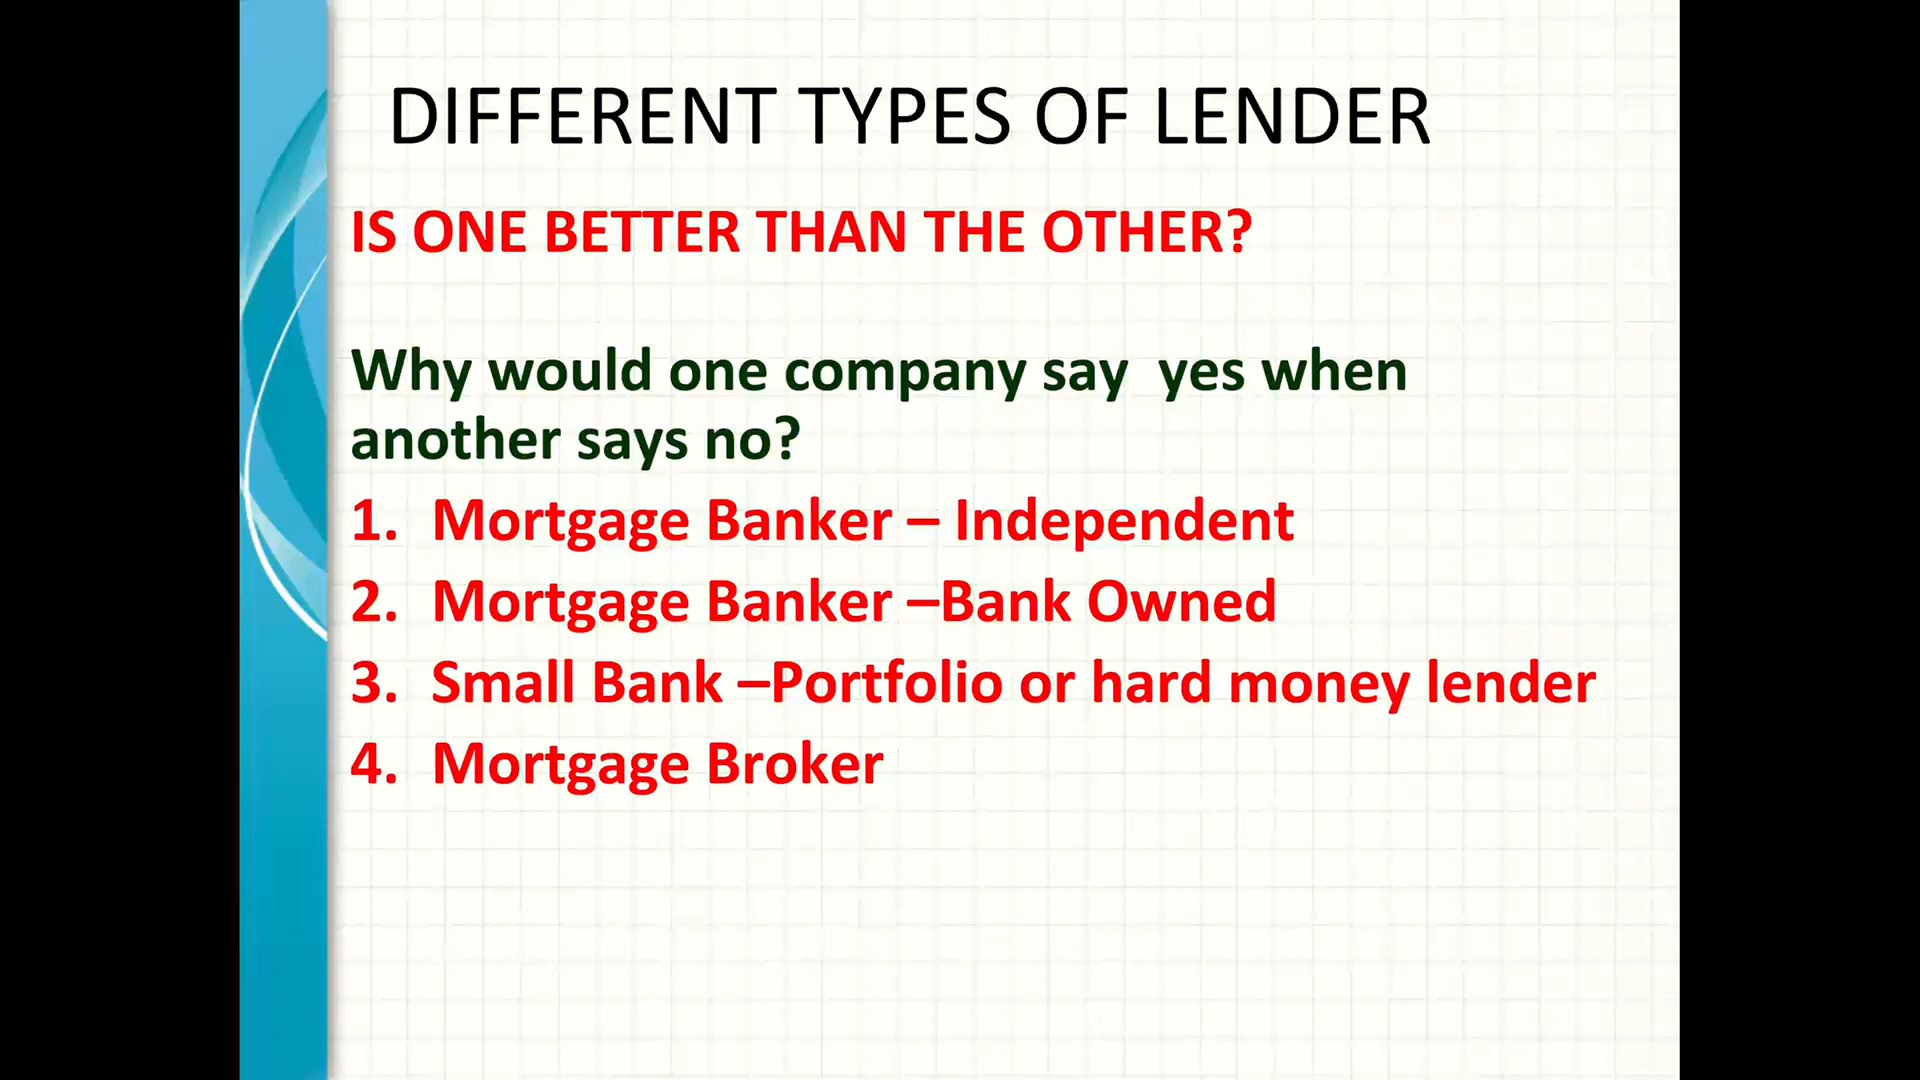 DIFFERENT TYPES OF LENDER
IS ONE BETTER THAN THE OTHER?
Why would one company say  yes when
another says no?
1. Mortgage Banker – Independent
2. Mortgage Banker –Bank Owned
3. Small Bank –Portfolio or hard money lender
4. Mortgage Broker